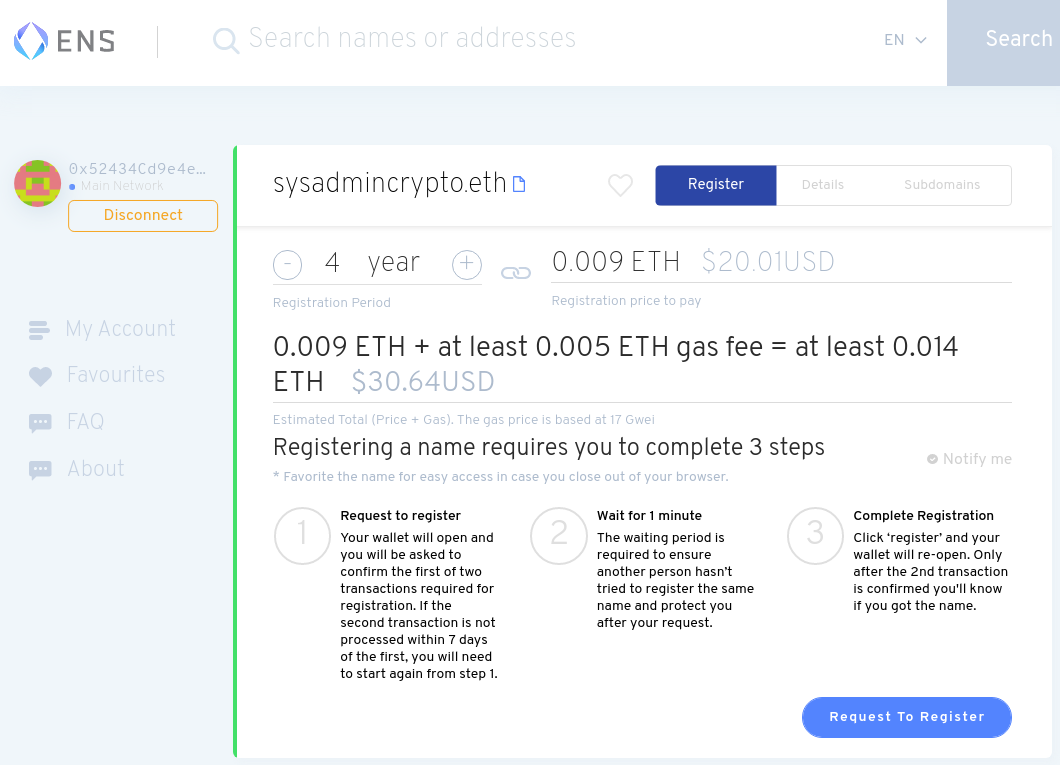 ENS
Search names or addresses
EN
Search
0x52434Cd9e4e...
Main Network
Disconnect
My Account
Favourites
FAQ
About
sysadmincrypto.eth
Register
Details
Subdomains
- 4 year +
Registration Period
0.009 ETH $20.01USD
Registration price to pay
0.009 ETH + at least 0.005 ETH gas fee = at least 0.014
ETH $30.64USD
Estimated Total (Price + Gas). The gas price is based at 17 Gwei
Registering a name requires you to complete 3 steps
Notify me
* Favorite the name for easy access in case you close out of your browser.
1
Request to register
Your wallet will open and
you will be asked to
confirm the first of two
transactions required for
registration. If the
second transaction is not
processed within 7 days
of the first, you will need
to start again from step 1.
2
Wait for 1 minute
The waiting period is
required to ensure
another person hasn't
tried to register the same
name and protect you
after your request.
3
Complete Registration
Click ‘register’ and your
wallet will re-open. Only
after the 2nd transaction
is confirmed you'll know
if you got the name.
Request To Register